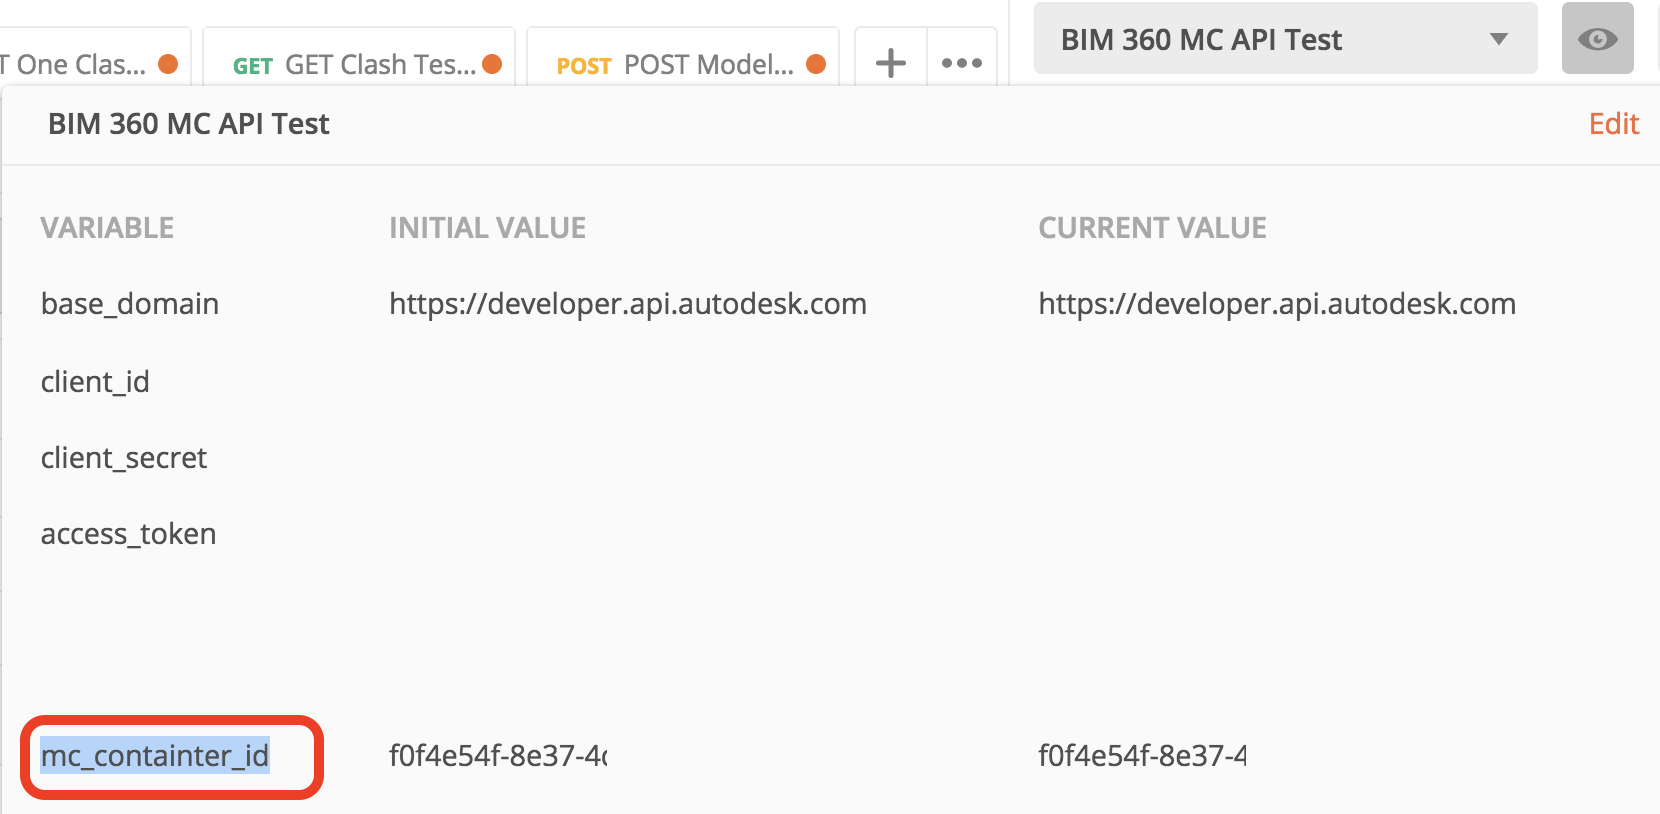 T One Clas...
GET GET Clash Tes...
POST POST Model...
BIM 360 MC API Test
BIM 360 MC API Test
Edit
VARIABLE INITIAL VALUE CURRENT VALUE
base_domain https://developer.api.autodesk.com https://developer.api.autodesk.com
client_id
client_secret
access_token
mc_containter_id f0f4e54f-8e37-4 f0f4e54f-8e37-4